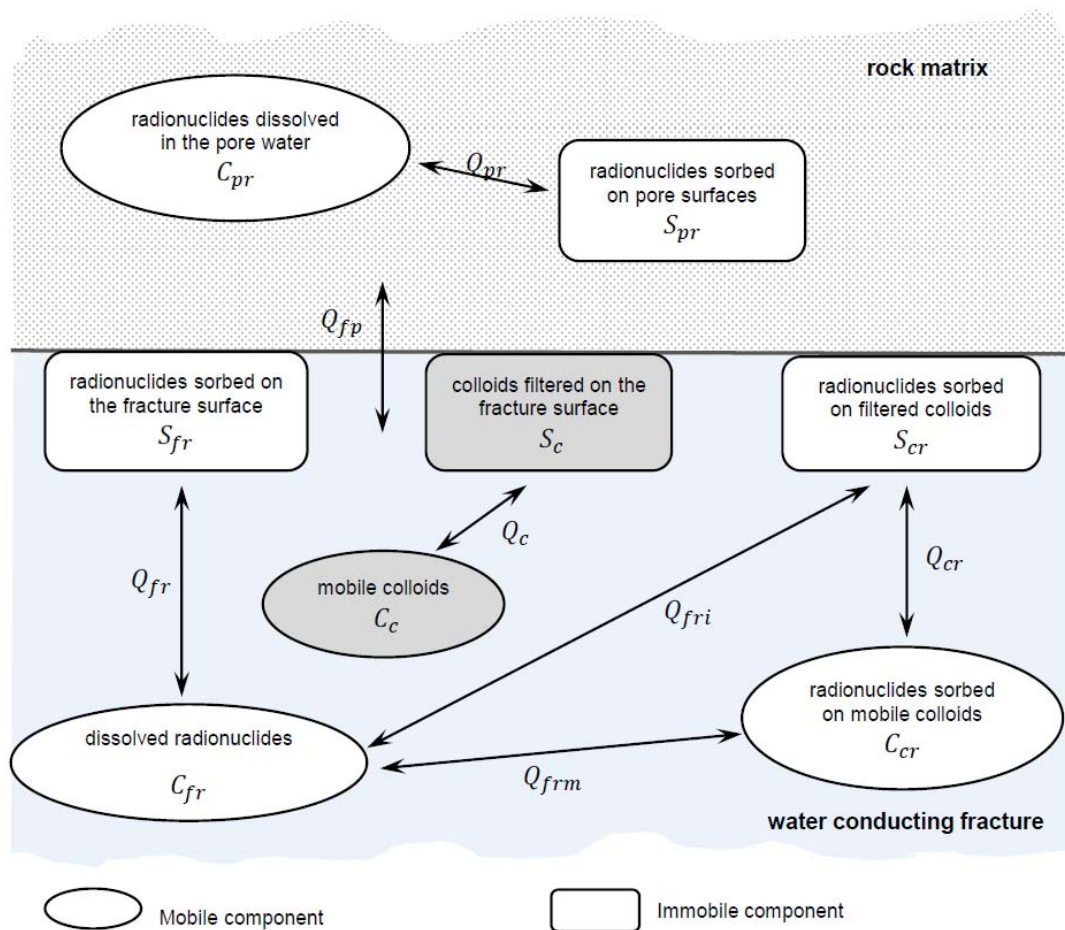 rock matrix
radionuclides dissolved
in the pore water
C_pr
Q_pr
radionuclides sorbed
on pore surfaces
S_pr
Q_fp
radionuclides sorbed on
the fracture surface
S_fr
colloids filtered on the
fracture surface
S_c
radionuclides sorbed
on filtered colloids
S_cr
Q_c
Q_fr
mobile colloids
C_c
Q_fri
Q_cr
radionuclides sorbed
on mobile colloids
C_cr
dissolved radionuclides
C_fr
Q_frm
water conducting fracture
Mobile component
Immobile component